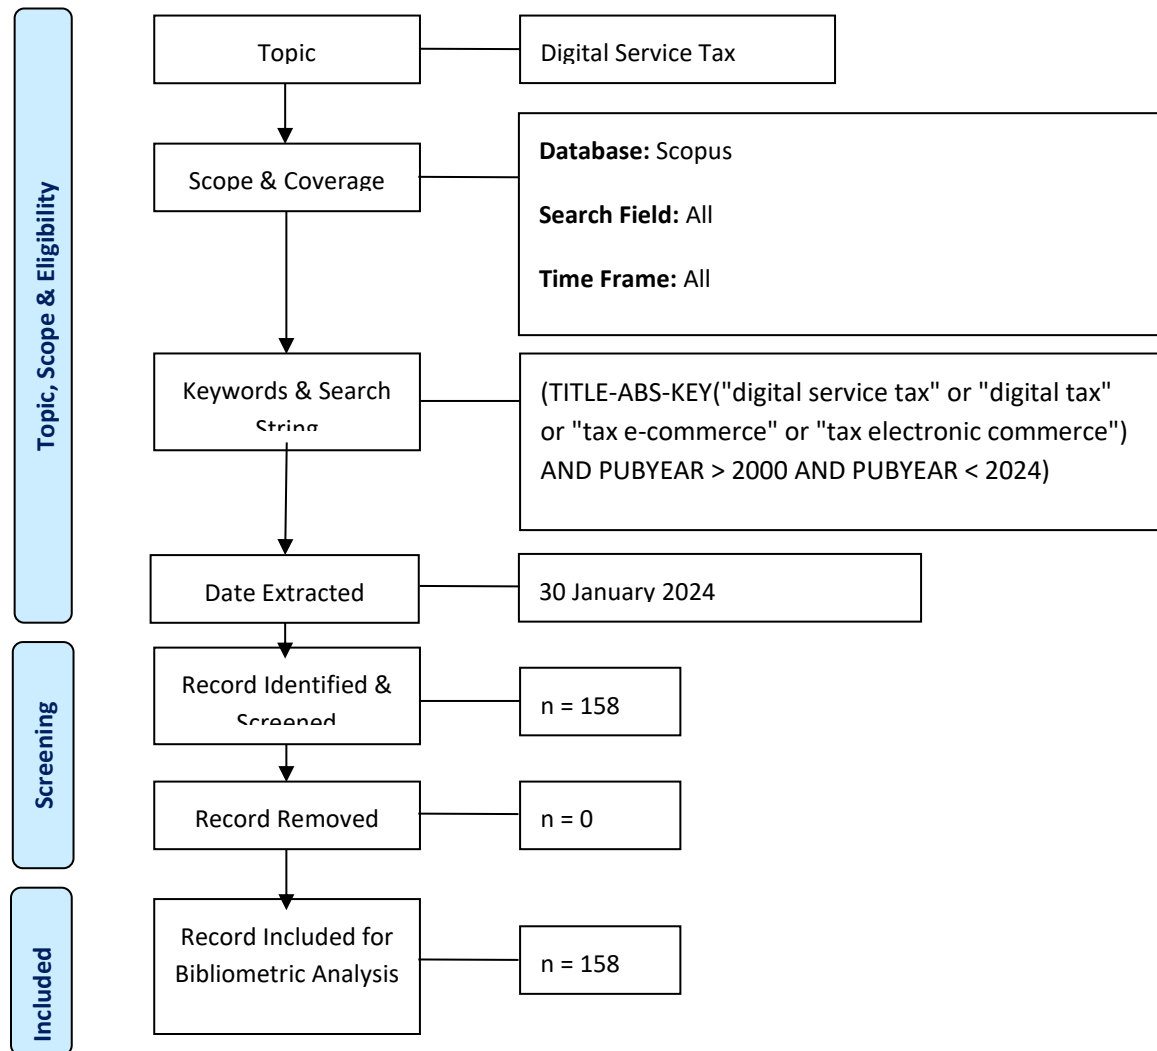 Topic, Scope & Eligibility
Topic
Digital Service Tax
Scope & Coverage
Database: Scopus
Search Field: All
Time Frame: All
Keywords & Search
String
(TITLE-ABS-KEY("digital service tax" or "digital tax"
or "tax e-commerce" or "tax electronic commerce")
AND PUBYEAR > 2000 AND PUBYEAR < 2024)
Date Extracted
30 January 2024
Screening
Record Identified &
Screened
n = 158
Record Removed
n = 0
Included
Record Included for
Bibliometric Analysis
n = 158